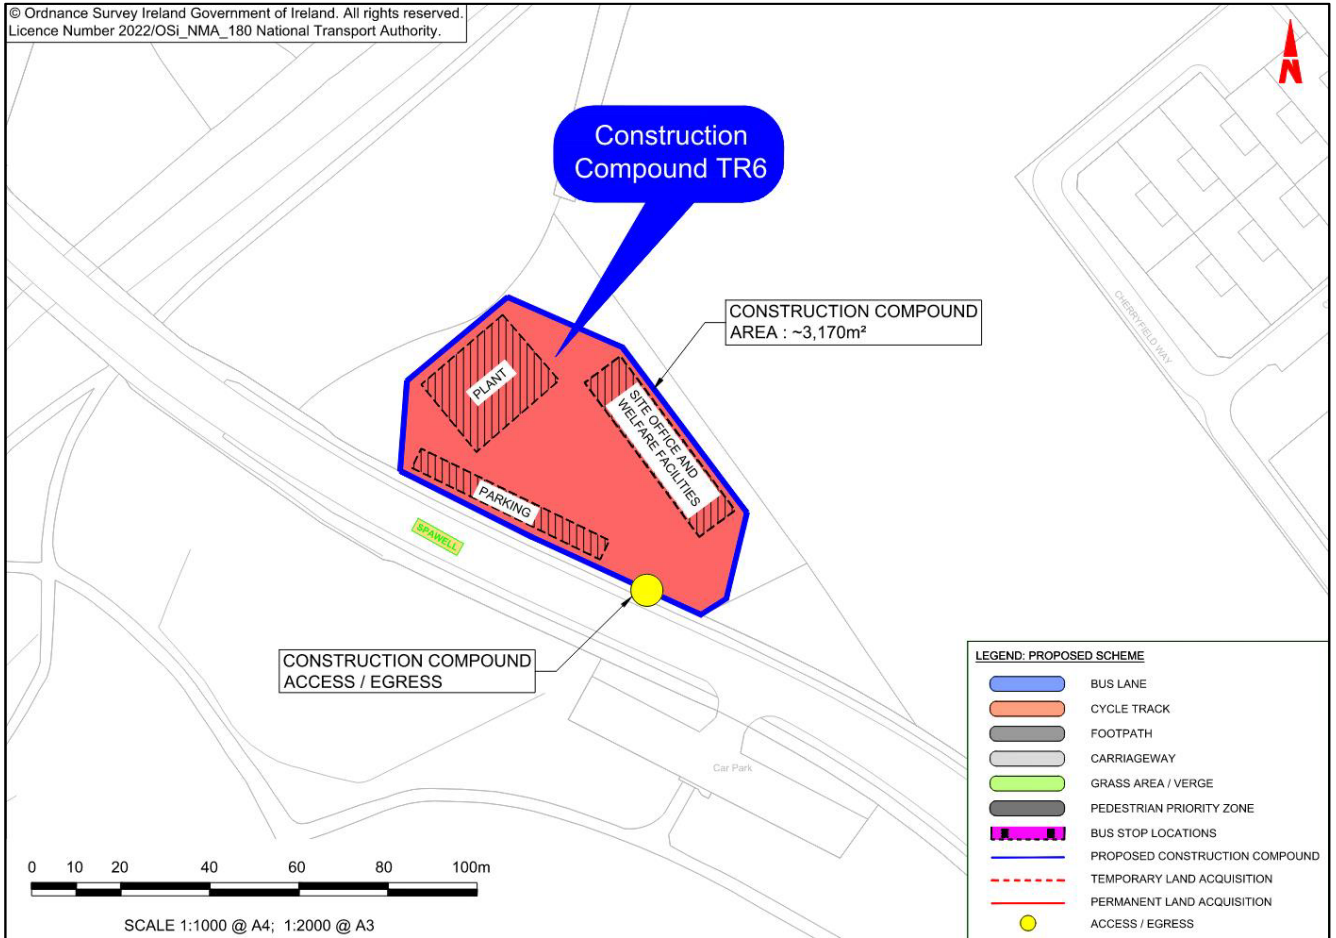 © Ordnance Survey Ireland Government of Ireland. All rights reserved.
Licence Number 2022/OSi_NMA_180 National Transport Authority.
N
Construction
Compound TR6
CONSTRUCTION COMPOUND
AREA : ~3,170m²
CHERRYFIELD WAY
PLANT
SITE OFFICE AND
WELFARE FACILITIES
PARKING
SPAWELL
CONSTRUCTION COMPOUND
ACCESS / EGRESS
Car Park
LEGEND: PROPOSED SCHEME
BUS LANE
CYCLE TRACK
FOOTPATH
CARRIAGEWAY
GRASS AREA / VERGE
PEDESTRIAN PRIORITY ZONE
BUS STOP LOCATIONS
PROPOSED CONSTRUCTION COMPOUND
TEMPORARY LAND ACQUISITION
PERMANENT LAND ACQUISITION
ACCESS / EGRESS
0 10 20 40 60 80 100m
SCALE 1:1000 @ A4; 1:2000 @ A3